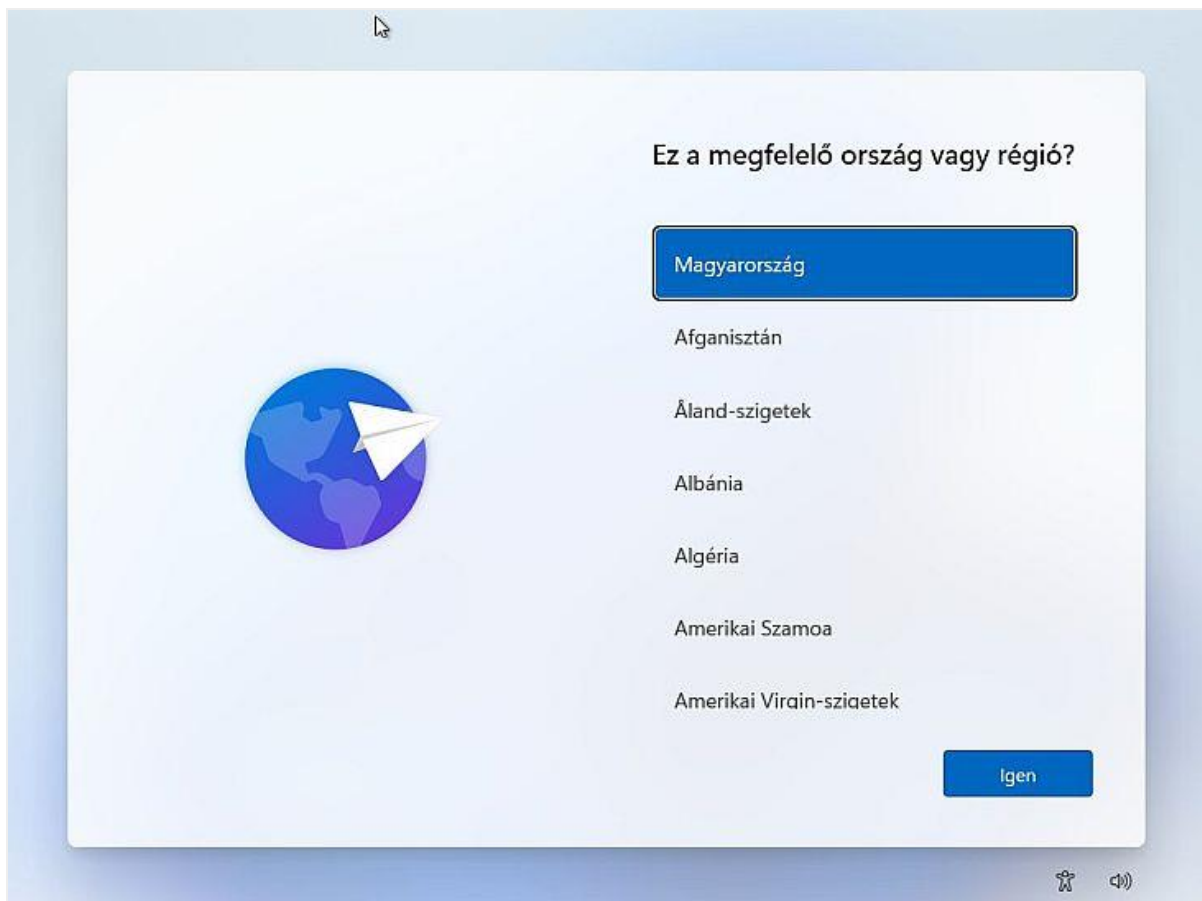 Ez a megfelelő ország vagy régió?
Magyarország
Afganisztán
Åland-szigetek
Albánia
Algéria
Amerikai Szamoa
Amerikai Virgin-szigetek
Igen